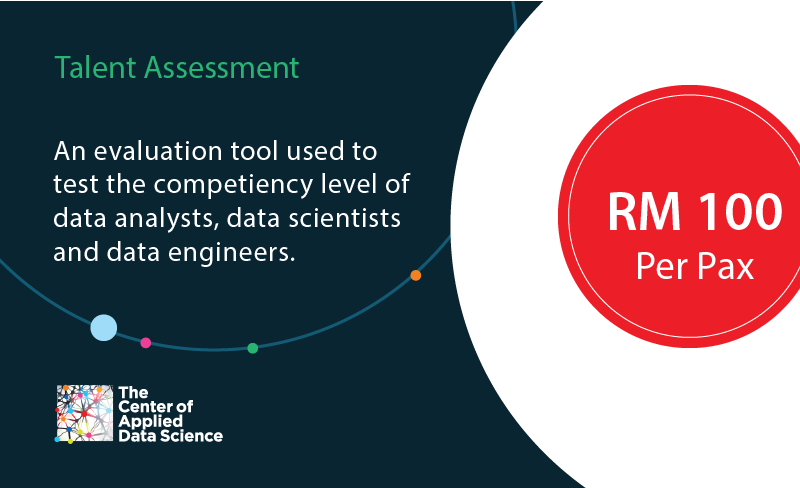 Talent Assessment
An evaluation tool used to
test the competiency level of
data analysts, data scientists
and data engineers.
RM 100
Per Pax
The
Center of
Applied
Data Science